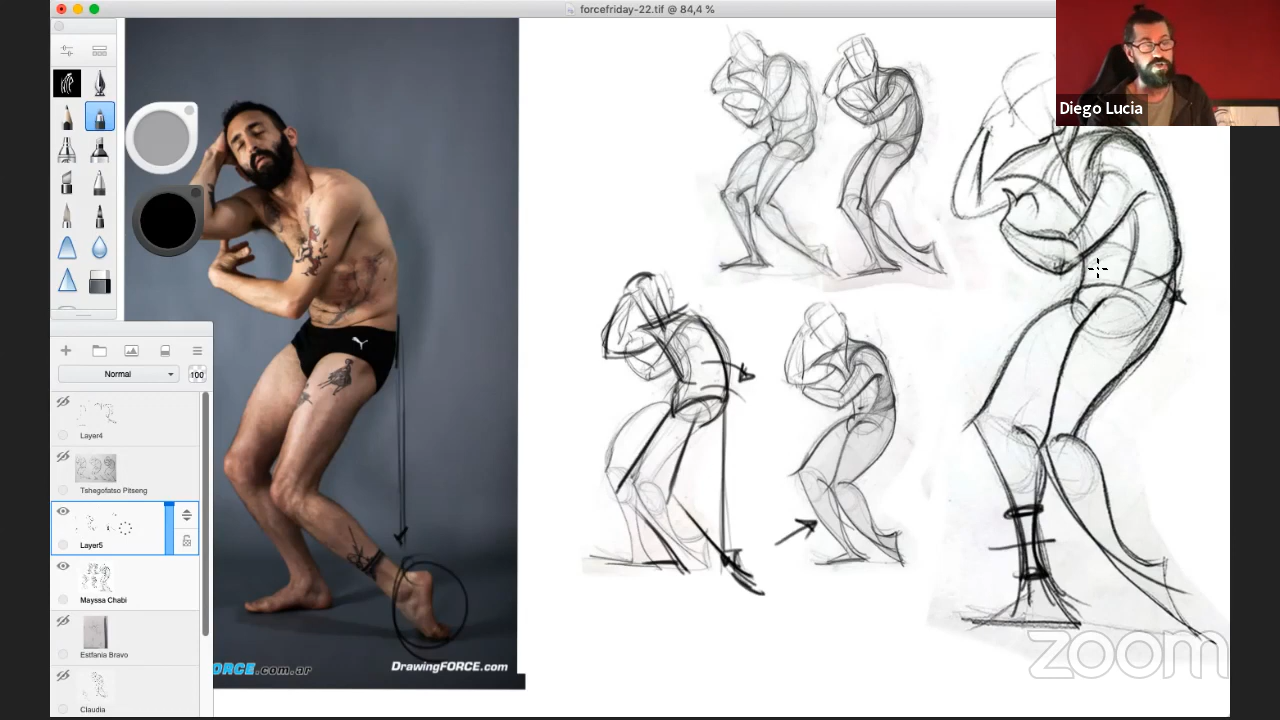 forcefriday-22.tif @ 84,4 %
Diego Lucia
Normal
100
Layer4
Tshegofatso Pitseng
Layer5
Mayssa Chabi
Estfania Bravo
Claudia
ORCE.com.ar
DrawingFORCE.com
zoom